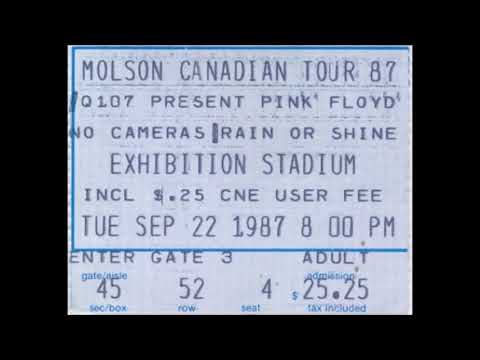 MOLSON CANADIAN TOUR 87
Q107 PRESENT PINK FLOYD
NO CAMERAS RAIN OR SHINE
EXHIBITION STADIUM
INCL $.25 CNE USER FEE
TUE SEP 22 1987 8 00 PM
ENTER GATE 3 ADULT
gate/aisle admission
45 52 4 $25.25
sec/box row seat tax included